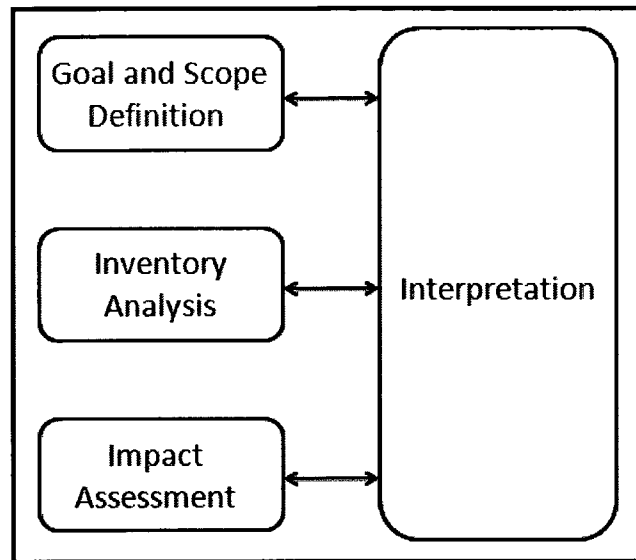 Goal and Scope
Definition
Inventory
Analysis
Interpretation
Impact
Assessment